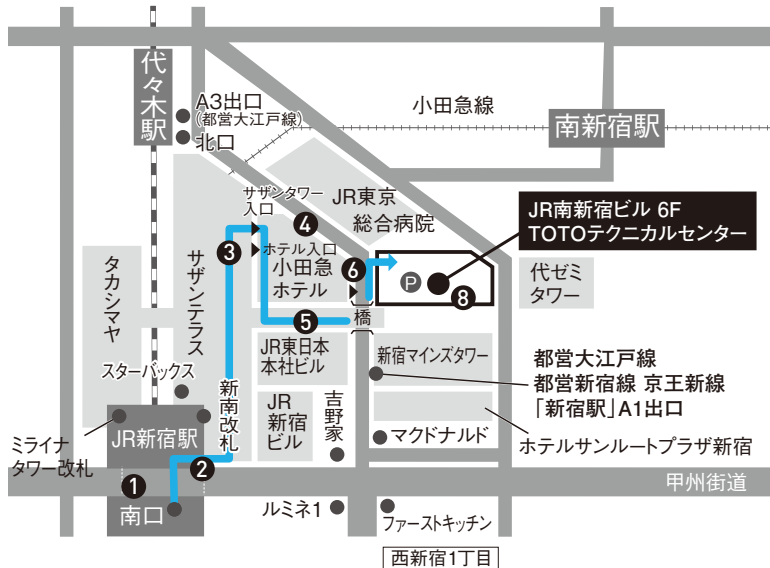 代々木駅
A3出口
(都営大江戸線)
北口
小田急線
南新宿駅
サザンタワー
入口
JR東京
総合病院
❹
❸
ホテル入口
小田急
ホテル
❻
JR南新宿ビル 6F
TOTOテクニカルセンター
P
❽
代ゼミ
タワー
タカシマヤ
サザンテラス
❺
橋
JR東日本
本社ビル
新宿マインズタワー
都営大江戸線
都営新宿線 京王新線
「新宿駅」A1出口
スターバックス
新南改札
JR
新宿
ビル
吉野家
マクドナルド
ホテルサンルートプラザ新宿
ミライナ
タワー改札
JR新宿駅
❷
❶
甲州街道
南口
ルミネ1
ファーストキッチン
西新宿1丁目